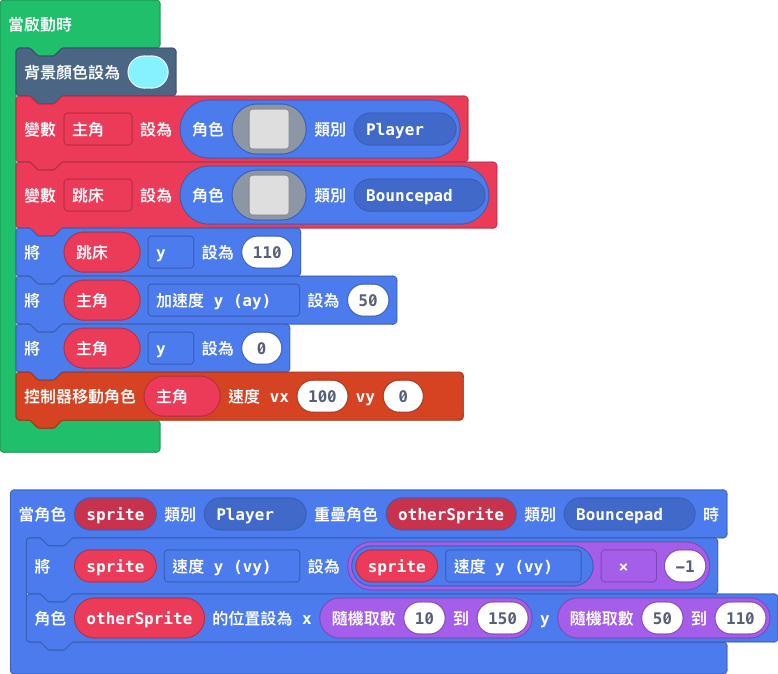 當啟動時
背景顏色設為
變數 主角 設為 角色 類別 Player
變數 跳床 設為 角色 類別 Bouncepad
將 跳床 y 設為 110
將 主角 加速度 y (ay) 設為 50
將 主角 y 設為 0
控制器移動角色 主角 速度 vx 100 vy 0
當角色 sprite 類別 Player 重疊角色 otherSprite 類別 Bouncepad 時
將 sprite 速度 y (vy) 設為 sprite 速度 y (vy) × -1
角色 otherSprite 的位置設為 x 隨機取數 10 到 150 y 隨機取數 50 到 110